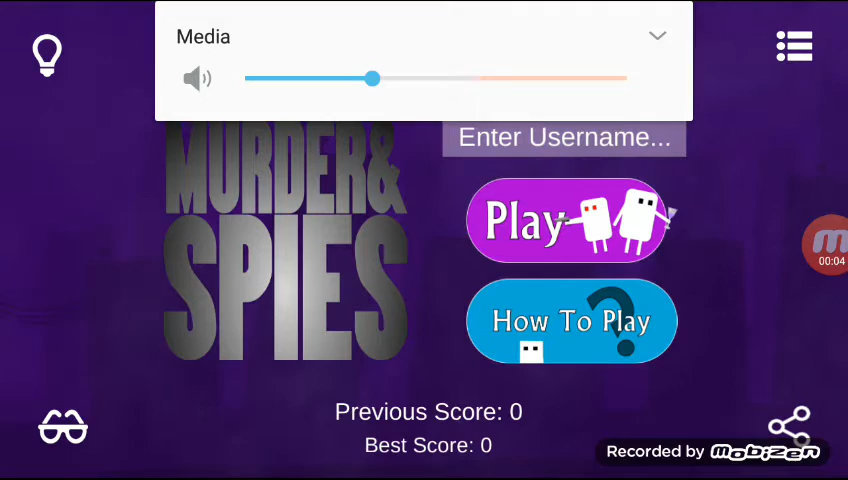 Media
Enter Username...
MURDER&
SPIES
Play
How To Play
?
00:04
Previous Score: 0
Best Score: 0
Recorded by MOBIZEN